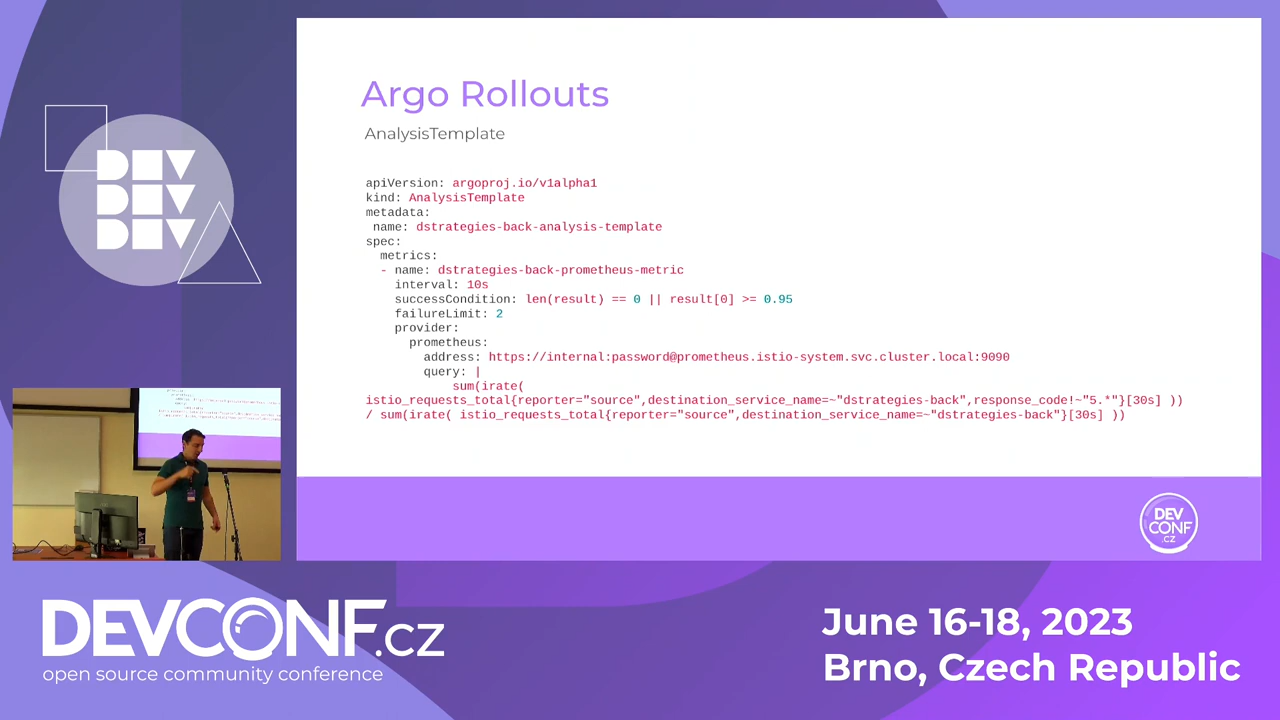 DEV
DEV
DEV
Argo Rollouts
AnalysisTemplate
apiVersion: argoproj.io/v1alpha1
kind: AnalysisTemplate
metadata:
name: dstrategies-back-analysis-template
spec:
metrics:
- name: dstrategies-back-prometheus-metric
interval: 10s
successCondition: len(result) == 0 || result[0] >= 0.95
failureLimit: 2
provider:
prometheus:
address: https://internal:password@prometheus.istio-system.svc.cluster.local:9090
query: |
sum(irate(
istio_requests_total{reporter="source",destination_service_name=~"dstrategies-back",response_code!~"5.*"}[30s] ))
/ sum(irate( istio_requests_total{reporter="source",destination_service_name=~"dstrategies-back"}[30s] ))
DEV
CONF
.CZ
DEVCONF.cz
open source community conference
June 16-18, 2023
Brno, Czech Republic